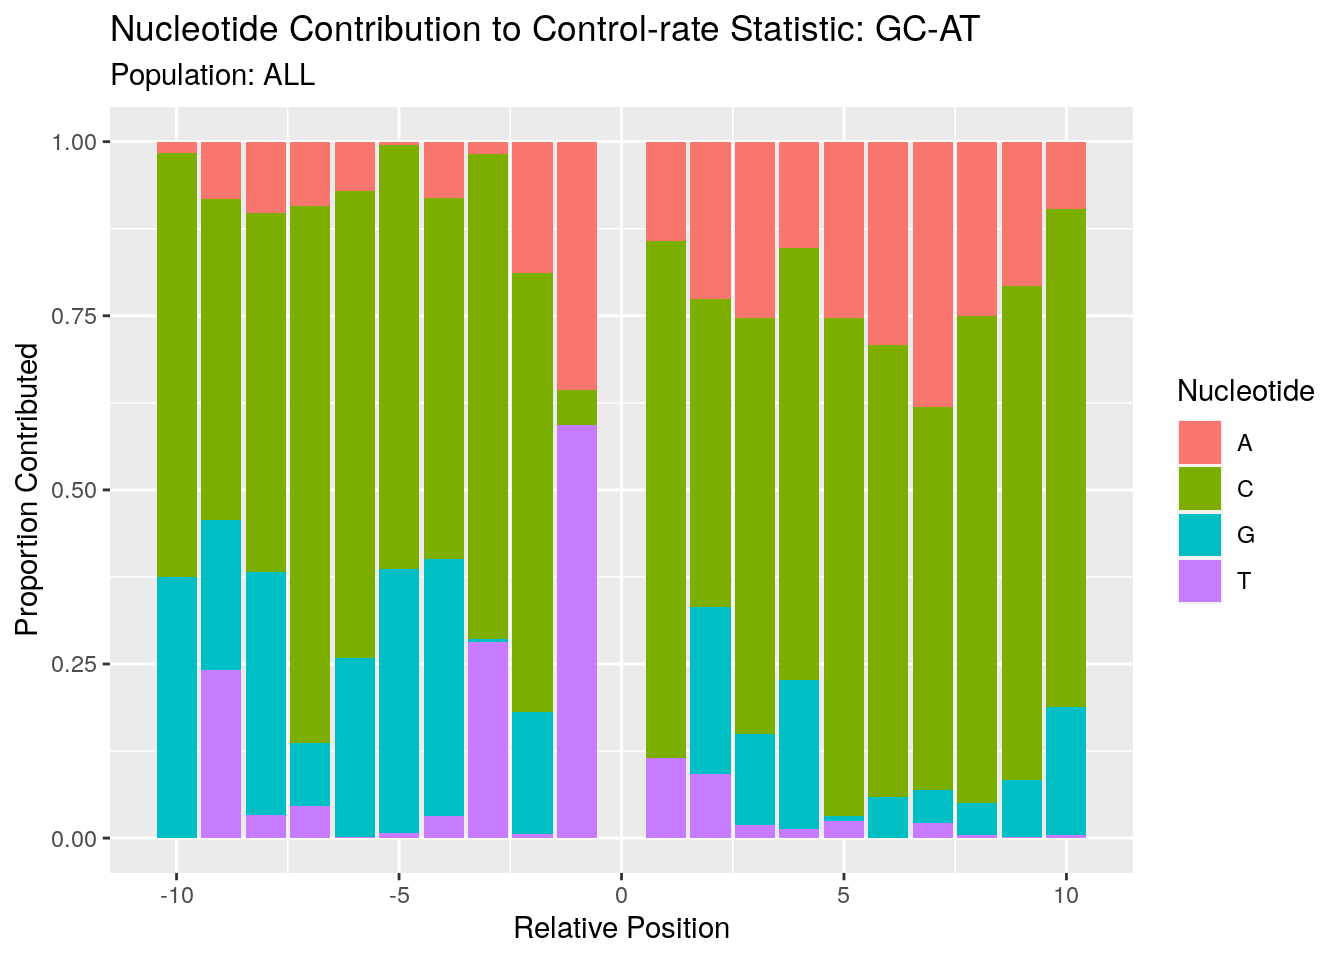 Nucleotide Contribution to Control-rate Statistic: GC-AT
Population: ALL
1.00
0.75
0.50
0.25
0.00
Proportion Contributed
-10
-5
0
5
10
Relative Position
Nucleotide
A
C
G
T